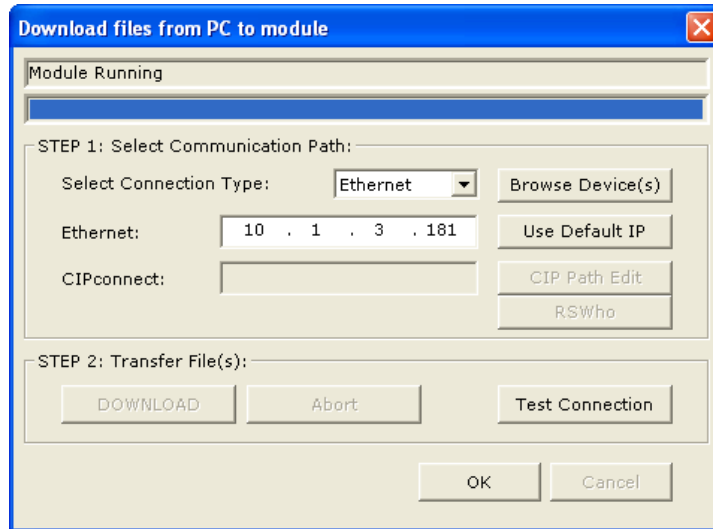 Download files from PC to module
Module Running
STEP 1: Select Communication Path:
Select Connection Type: Ethernet Browse Device(s)
Ethernet: 10 . 1 . 3 . 181 Use Default IP
CIPconnect: CIP Path Edit
RSWho
STEP 2: Transfer File(s):
DOWNLOAD Abort Test Connection
OK Cancel